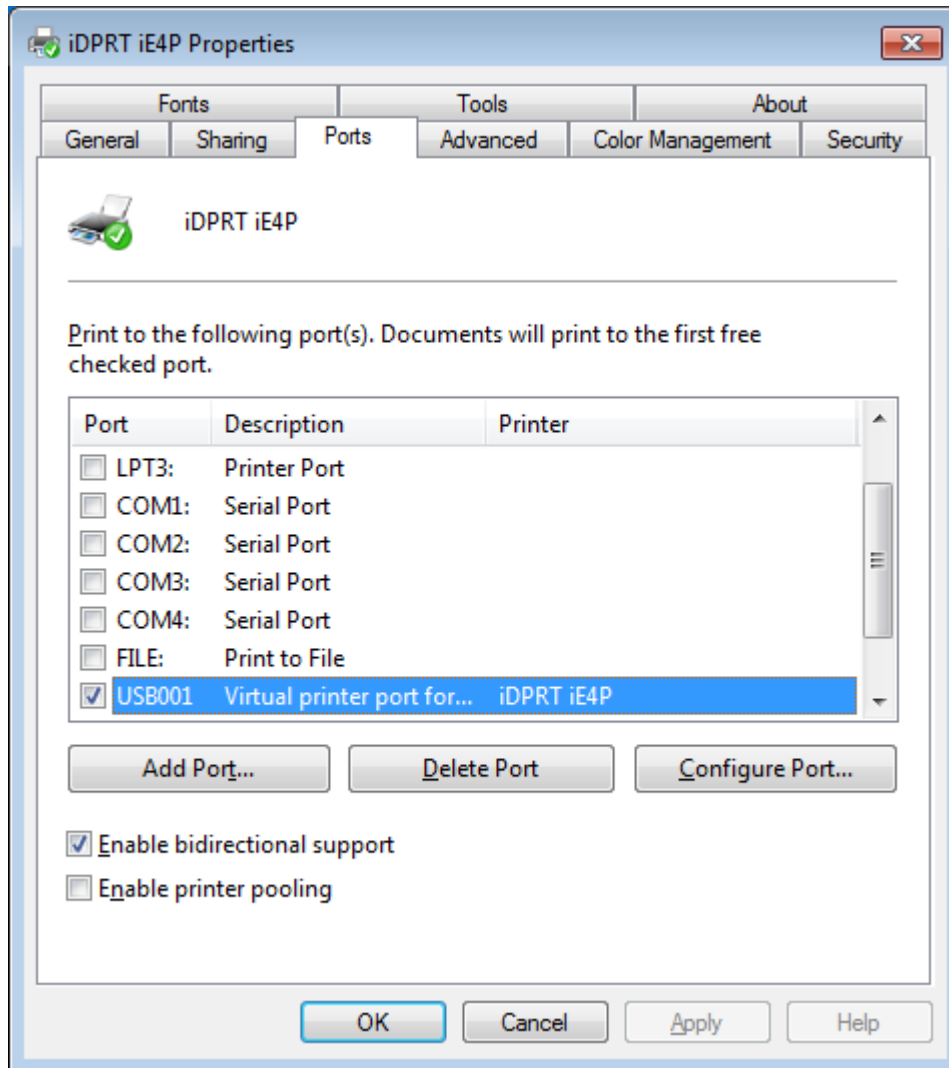 iDPRT iE4P Properties
Fonts Tools About
General Sharing Ports Advanced Color Management Security
iDPRT iE4P
Print to the following port(s). Documents will print to the first free
checked port.
Port Description Printer
LPT3: Printer Port
COM1: Serial Port
COM2: Serial Port
COM3: Serial Port
COM4: Serial Port
FILE: Print to File
USB001 Virtual printer port for... iDPRT iE4P
Add Port... Delete Port Configure Port...
Enable bidirectional support
Enable printer pooling
OK Cancel Apply Help